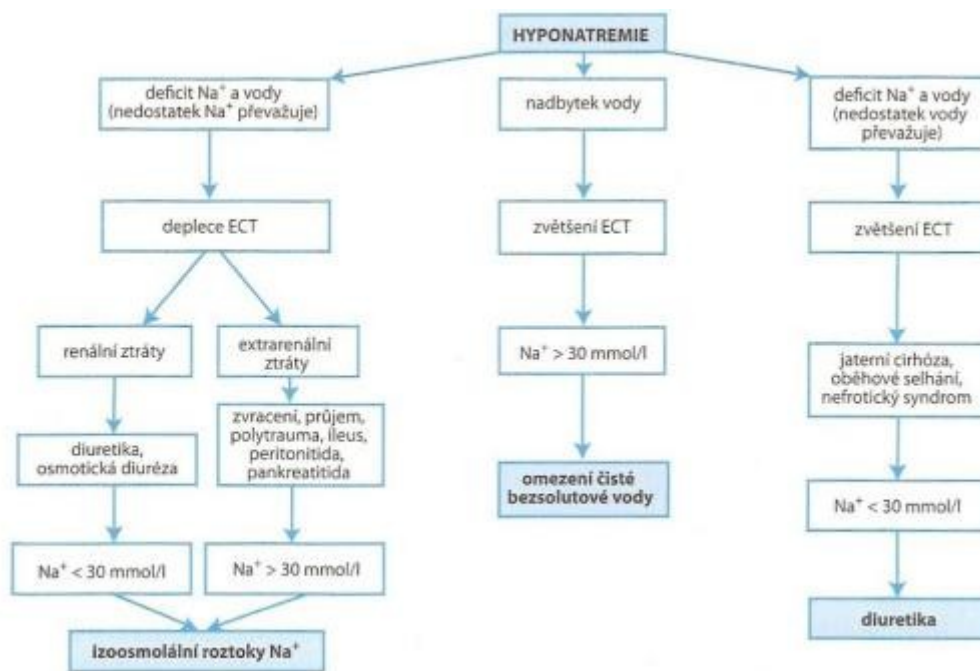 HYPONATREMIE
deficit Na⁺ a vody
(nedostatek Na⁺ převažuje)
deplece ECT
renální ztráty
diuretika,
osmotická diuréza
Na⁺ < 30 mmol/l
extrarenální
ztráty
zvracení, průjem,
polytrauma, ileus,
peritonitida,
pankreatitida
Na⁺ > 30 mmol/l
izoosmolální roztoky Na⁺
nadbytek vody
zvětšení ECT
Na⁺ > 30 mmol/l
omezení čisté
bezsolutové vody
deficit Na⁺ a vody
(nedostatek vody
převažuje)
zvětšení ECT
jaterní cirhóza,
oběhové selhání,
nefrotický syndrom
Na⁺ < 30 mmol/l
diuretika